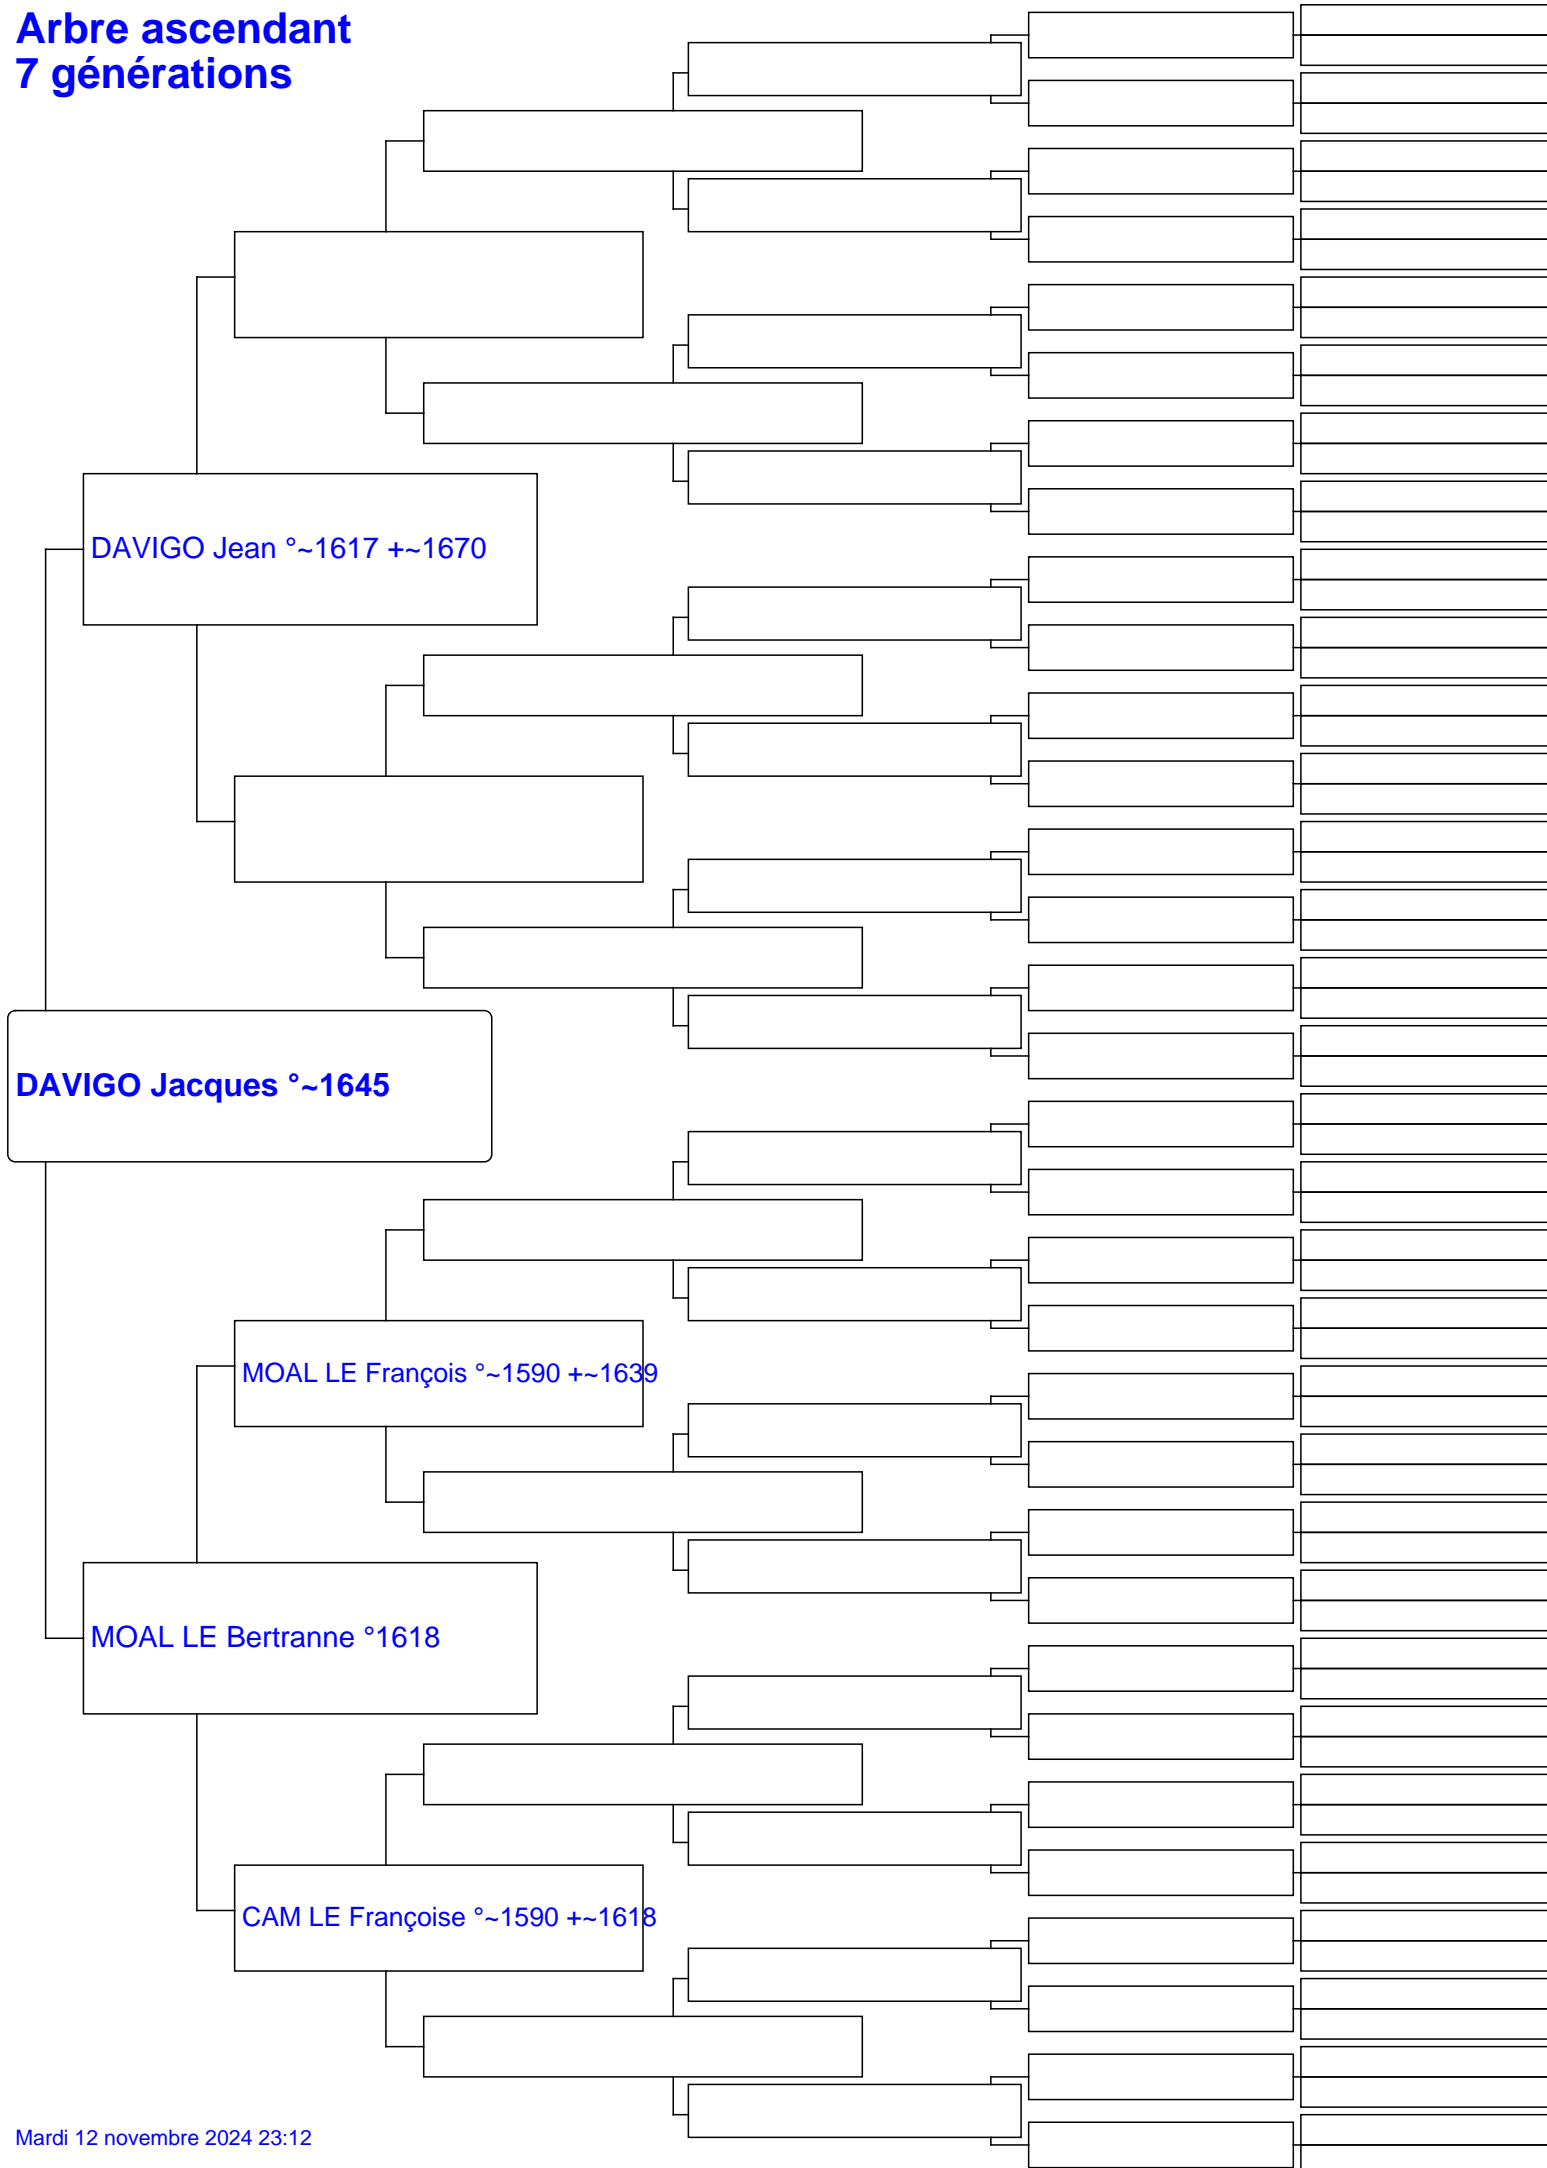 Arbre ascendant
7 générations
DAVIGO Jean °~1617 +~1670
DAVIGO Jacques °~1645
MOAL LE François °~1590 +~1639
MOAL LE Bertranne °1618
CAM LE Françoise °~1590 +~1618
Mardi 12 novembre 2024 23:12